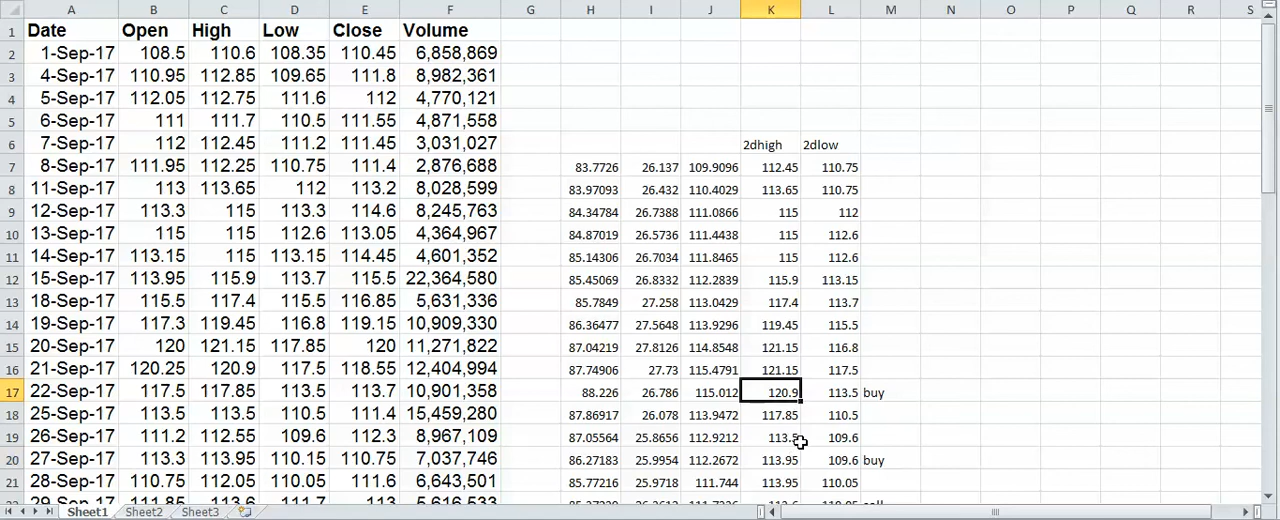 A B C D E F G H I J K L M N O P Q R S
1 Date Open High Low Close Volume
2 1-Sep-17 108.5 110.6 108.35 110.45 6,858,869
3 4-Sep-17 110.95 112.85 109.65 111.8 8,982,361
4 5-Sep-17 112.05 112.75 111.6 112 4,770,121
5 6-Sep-17 111 111.7 110.5 111.55 4,871,558
6 7-Sep-17 112 112.45 111.2 111.45 3,031,027 2dhigh 2dlow
7 8-Sep-17 111.95 112.25 110.75 111.4 2,876,688 83.7726 26.137 109.9096 112.45 110.75
8 11-Sep-17 113 113.65 112 113.2 8,028,599 83.97093 26.432 110.4029 113.65 110.75
9 12-Sep-17 113.3 115 113.3 114.6 8,245,763 84.34784 26.7388 111.0866 115 112
10 13-Sep-17 115 115 112.6 113.05 4,364,967 84.87019 26.5736 111.4438 115 112.6
11 14-Sep-17 113.15 115 113.15 114.45 4,601,352 85.14306 26.7034 111.8465 115 112.6
12 15-Sep-17 113.95 115.9 113.7 115.5 22,364,580 85.45069 26.8332 112.2839 115.9 113.15
13 18-Sep-17 115.5 117.4 115.5 116.85 5,631,336 85.7849 27.258 113.0429 117.4 113.7
14 19-Sep-17 117.3 119.45 116.8 119.15 10,909,330 86.36477 27.5648 113.9296 119.45 115.5
15 20-Sep-17 120 121.15 117.85 120 11,271,822 87.04219 27.8126 114.8548 121.15 116.8
16 21-Sep-17 120.25 120.9 117.5 118.55 12,404,994 87.74906 27.73 115.4791 121.15 117.5
17 22-Sep-17 117.5 117.85 113.5 113.7 10,901,358 88.226 26.786 115.012 120.9 113.5 buy
18 25-Sep-17 113.5 113.5 110.5 111.4 15,459,280 87.86917 26.078 113.9472 117.85 110.5
19 26-Sep-17 111.2 112.55 109.6 112.3 8,967,109 87.05564 25.8656 112.9212 113.5 109.6
20 27-Sep-17 113.3 113.95 110.15 110.75 7,037,746 86.27183 25.9954 112.2672 113.95 109.6 buy
21 28-Sep-17 110.75 112.05 110.05 111.6 6,643,501 85.77216 25.9718 111.744 113.95 110.05
29-Sep-17 111.85 113.6 111.7 113
Sheet1 Sheet2 Sheet3